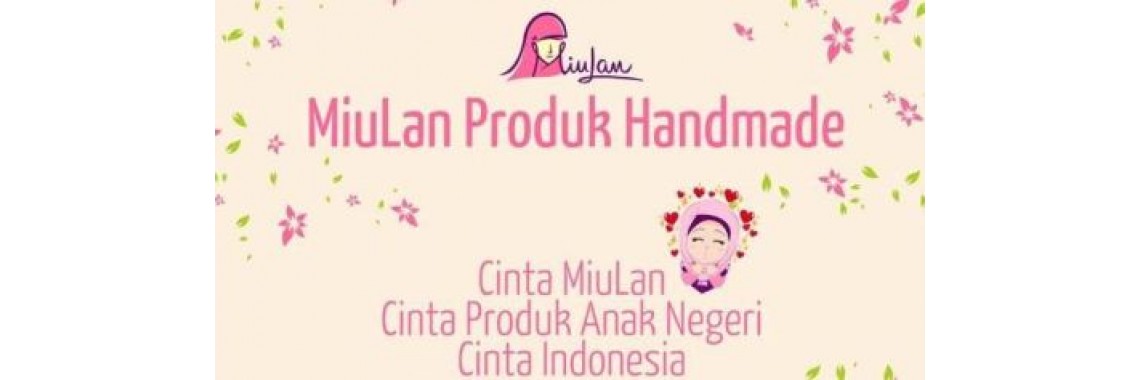 MiuLan
MiuLan Produk Handmade
Cinta MiuLan
Cinta Produk Anak Negeri
Cinta Indonesia